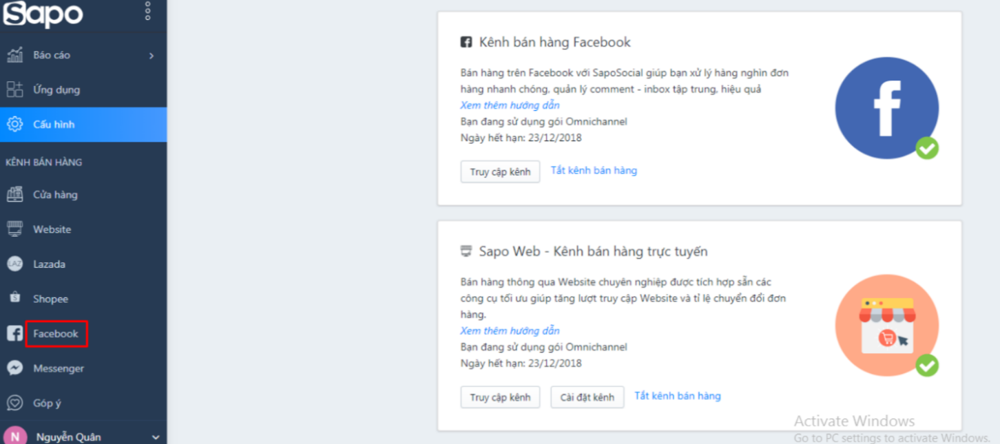 Sapo
Báo cáo
Ứng dụng
Cấu hình
KÊNH BÁN HÀNG
Cửa hàng
Website
LAZ Lazada
Shopee
Facebook
Messenger
Góp ý
N Nguyễn Quân
Kênh bán hàng Facebook
Bán hàng trên Facebook với SapoSocial giúp bạn xử lý hàng nghìn đơn
hàng nhanh chóng, quản lý comment - inbox tập trung, hiệu quả
Xem thêm hướng dẫn
Bạn đang sử dụng gói Omnichannel
Ngày hết hạn: 23/12/2018
Truy cập kênh Tắt kênh bán hàng
Sapo Web - Kênh bán hàng trực tuyến
Bán hàng thông qua Website chuyên nghiệp được tích hợp sẵn các
công cụ tối ưu giúp tăng lượt truy cập Website và tỉ lệ chuyển đổi đơn
hàng.
Xem thêm hướng dẫn
Bạn đang sử dụng gói Omnichannel
Ngày hết hạn: 23/12/2018
Truy cập kênh Cài đặt kênh Tắt kênh bán hàng
Activate Windows
Go to PC settings to activate Windows.